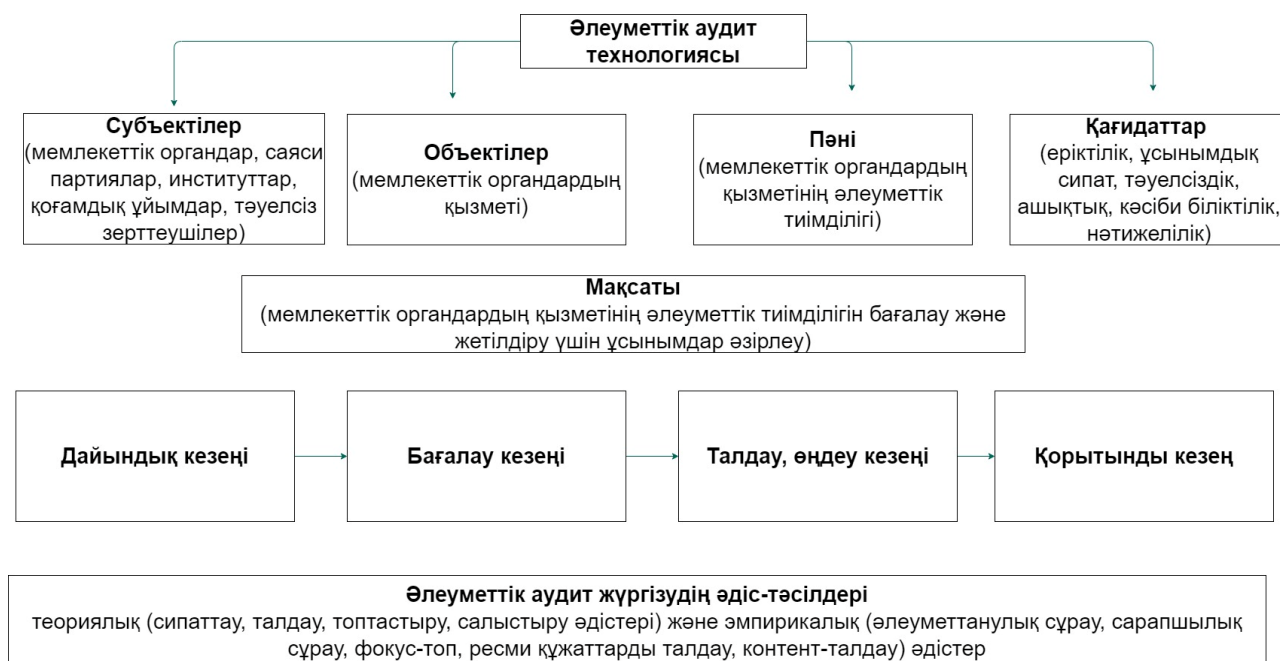 Әлеуметтік аудит
технологиясы
Субъектілер
(мемлекеттік органдар, саяси
партиялар, институттар,
қоғамдық ұйымдар, тәуелсіз
зерттеушілер)
Объектілер
(мемлекеттік органдардың
қызметі)
Пәні
(мемлекеттік органдардың
қызметінің әлеуметтік
тиімділігі)
Қағидаттар
(еріктілік, ұсынымдық
сипат, тәуелсіздік,
ашықтық, кәсіби біліктілік,
нәтижелілік)
Мақсаты
(мемлекеттік органдардың қызметінің әлеуметтік тиімділігін бағалау және
жетілдіру үшін ұсынымдар әзірлеу)
Дайындық кезеңі
Бағалау кезеңі
Талдау, өңдеу кезеңі
Қорытынды кезең
Әлеуметтік аудит жүргізудің әдіс-тәсілдері
теориялық (сипаттау, талдау, топтастыру, салыстыру әдістері) және эмпирикалық (әлеуметтанулық сұрау, сарапшылық
сұрау, фокус-топ, ресми құжаттарды талдау, контент-талдау) әдістер